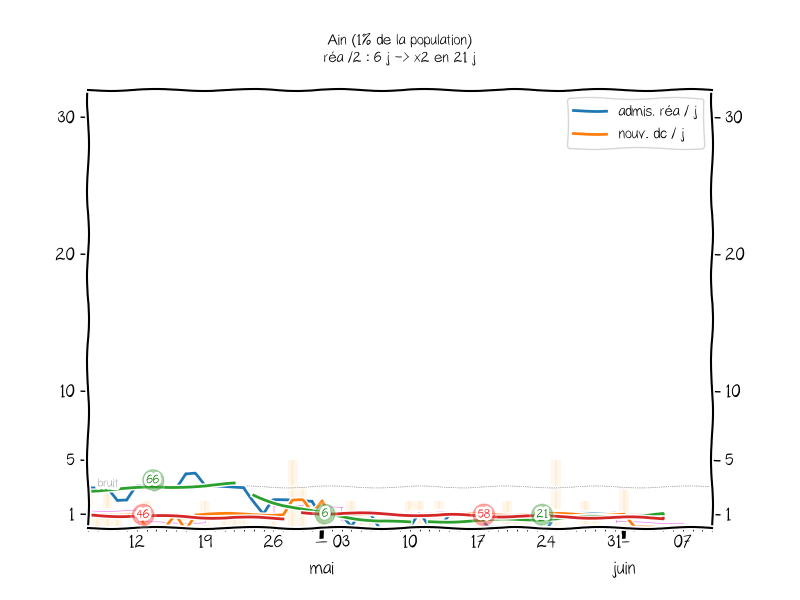 Ain (1% de la population)
réa /2 : 6 j -> x2 en 21 j
admis. réa / j
nouv. dc / j
30 30
20 20
10 10
5 5
bruit
66
1 46 6 58 21 1
12 19 26 03 10 17 24 31 07
mai juin